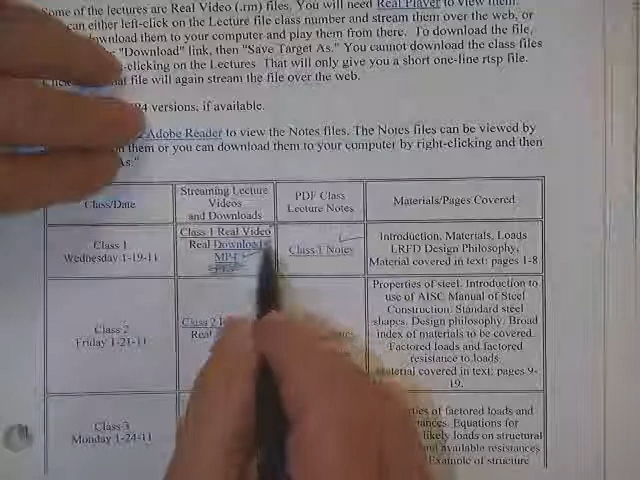 Some of the lectures are Real Video (.rm) files. You will need Real Player to view them.
can either left-click on the Lecture file class number and stream them over the web, or
download them to your computer and play them from there. To download the file,
"Download" link, then "Save Target As." You cannot download the class files
-clicking on the Lectures. That will only give you a short one-line rtsp file.
Click that file will again stream the file over the web.
versions, if available.
Adobe Reader to view the Notes files. The Notes files can be viewed by
on them or you can download them to your computer by right-clicking and then
As."
Class/Date
Streaming Lecture
Videos
and Downloads
PDF Class
Lecture Notes
Materials/Pages Covered
Class 1
Wednesday 1-19-11
Class 1 Real Video
Real Download
MP4
Class 1 Notes
Introduction, Materials, Loads
LRFD Design Philosophy,
Material covered in text: pages 1-8
Class 2
Friday 1-21-11
Class 2
Real
Properties of steel. Introduction to
use of AISC Manual of Steel
Construction. Standard steel
shapes. Design philosophy. Broad
index of materials to be covered.
Factored loads and factored
resistance to loads.
Material covered in text: pages 9-
19.
Class 3
Monday 1-24-11
of factored loads and
Equations for
likely loads on structural
and available resistances
Example of structure